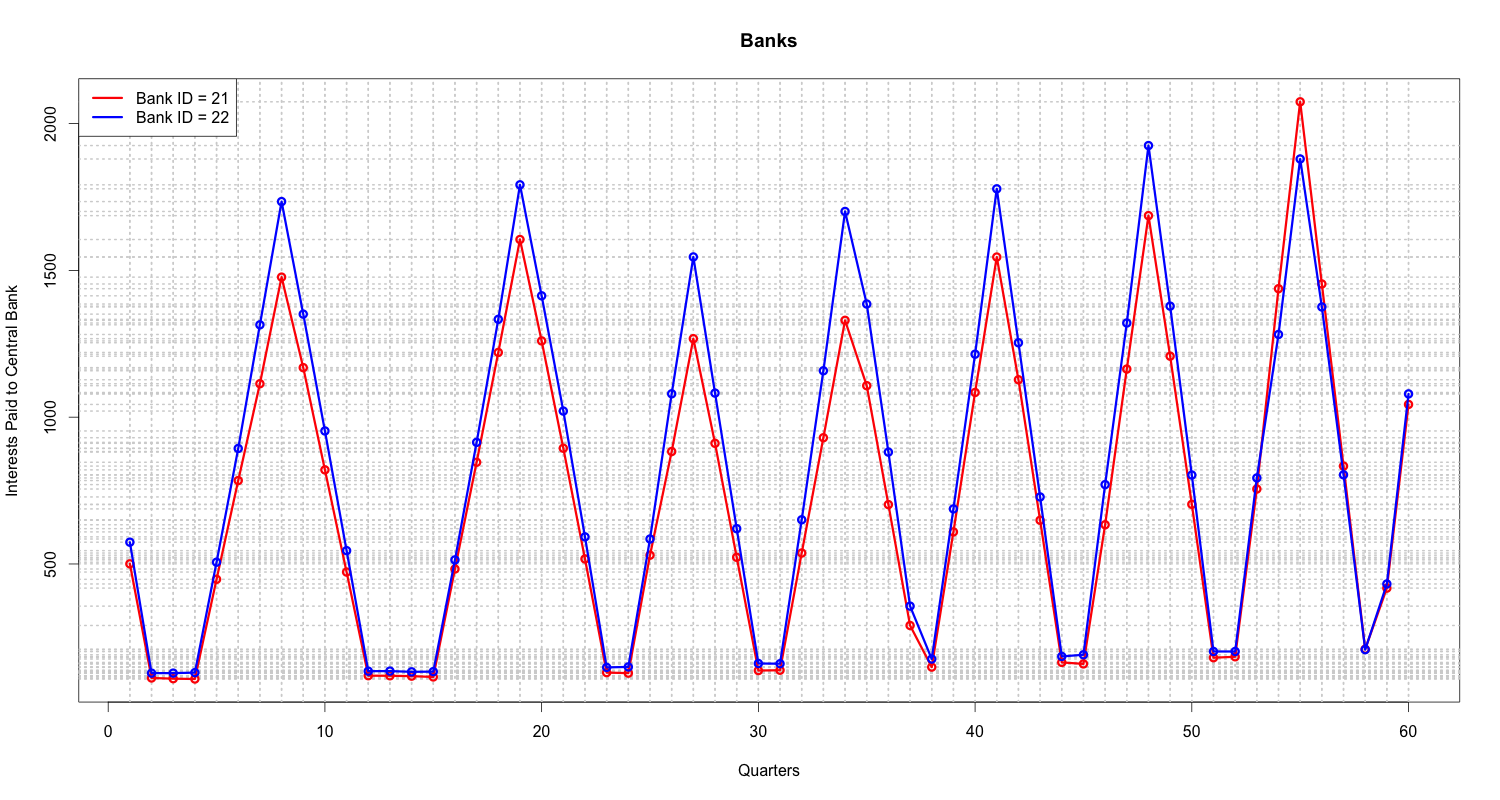 Banks
Bank ID = 21
Bank ID = 22
Interests Paid to Central Bank
2000
1500
1000
500
0 10 20 30 40 50 60
Quarters